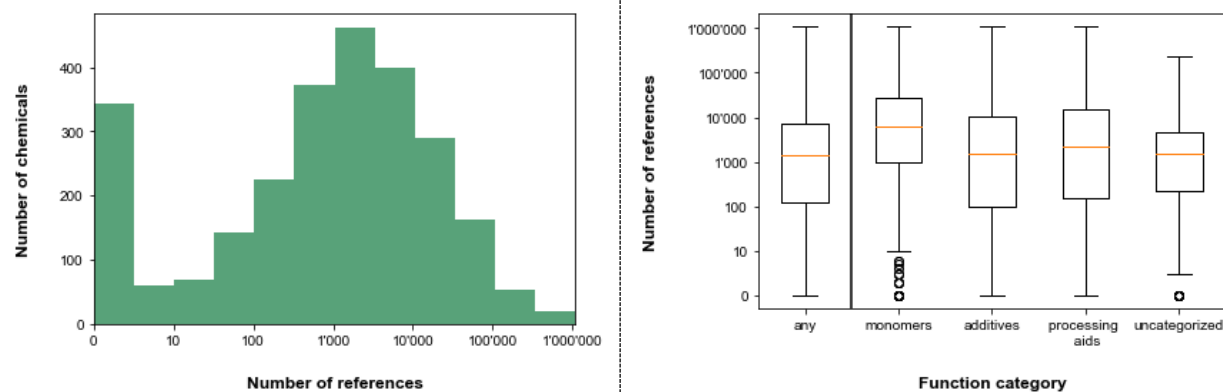 Number of chemicals
400
300
200
100
0
0
10
100
1'000
10'000
100'000
1'000'000
Number of references
Number of references
1'000'000
100'000
10'000
1'000
100
10
0
any
monomers
additives
processing
aids
uncategorized
Function category